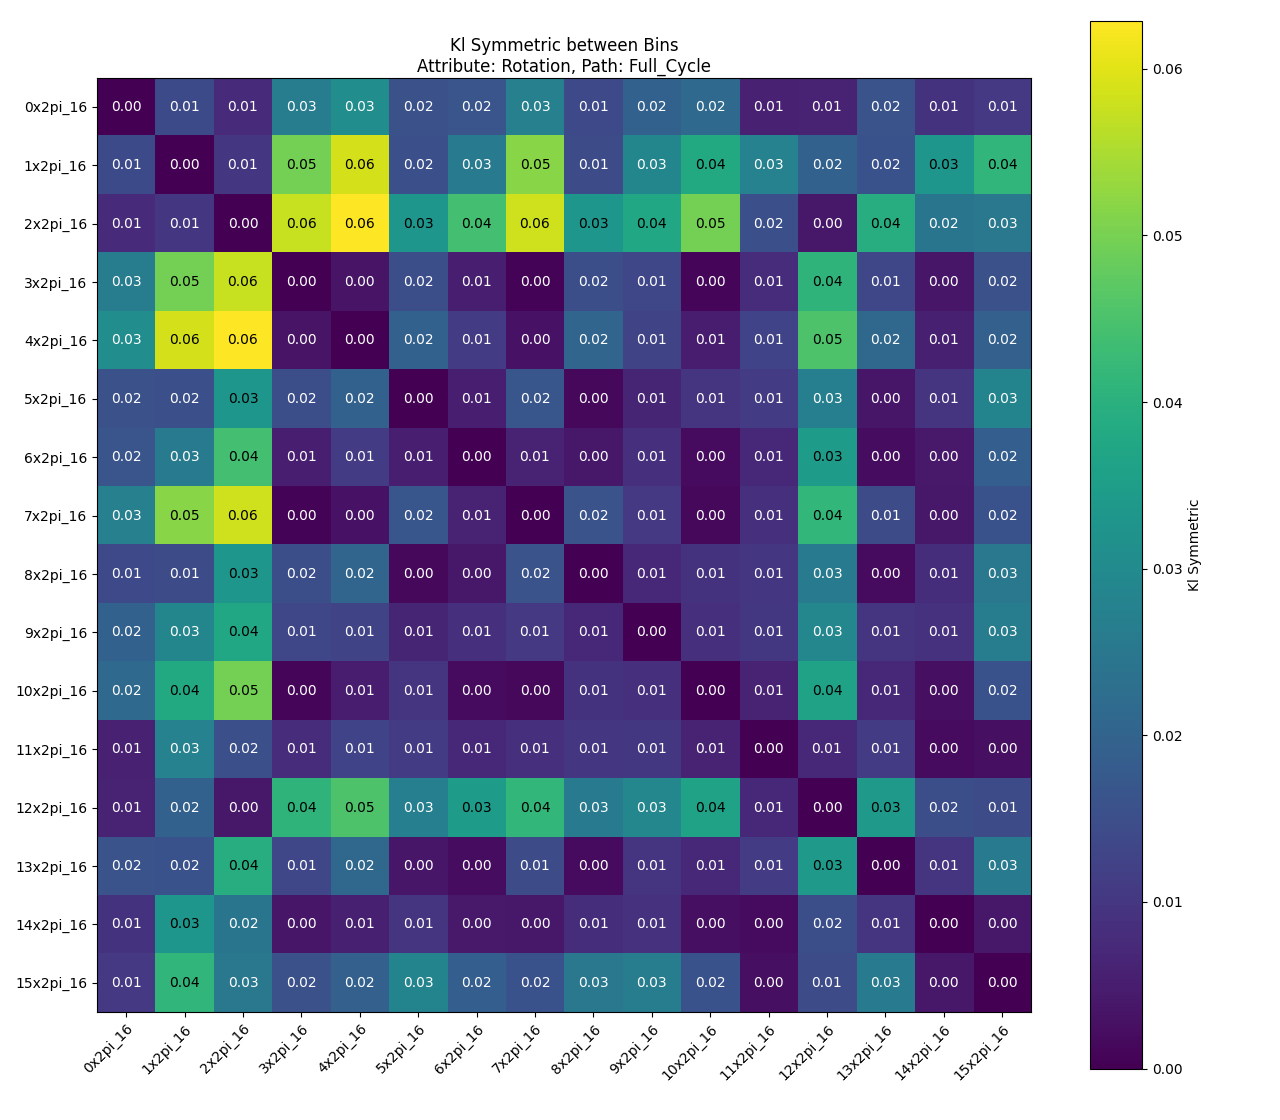 Kl Symmetric between Bins
Attribute: Rotation, Path: Full_Cycle
0x2pi_16 0.00 0.01 0.01 0.03 0.03 0.02 0.02 0.03 0.01 0.02 0.02 0.01 0.01 0.02 0.01 0.01
1x2pi_16 0.01 0.00 0.01 0.05 0.06 0.02 0.03 0.05 0.01 0.03 0.04 0.03 0.02 0.02 0.03 0.04
2x2pi_16 0.01 0.01 0.00 0.06 0.06 0.03 0.04 0.06 0.03 0.04 0.05 0.02 0.00 0.04 0.02 0.03
3x2pi_16 0.03 0.05 0.06 0.00 0.00 0.02 0.01 0.00 0.02 0.01 0.00 0.01 0.04 0.01 0.00 0.02
4x2pi_16 0.03 0.06 0.06 0.00 0.00 0.02 0.01 0.00 0.02 0.01 0.01 0.01 0.05 0.02 0.01 0.02
5x2pi_16 0.02 0.02 0.03 0.02 0.02 0.00 0.01 0.02 0.00 0.01 0.01 0.01 0.03 0.00 0.01 0.03
6x2pi_16 0.02 0.03 0.04 0.01 0.01 0.01 0.00 0.01 0.00 0.01 0.00 0.01 0.03 0.00 0.00 0.02
7x2pi_16 0.03 0.05 0.06 0.00 0.00 0.02 0.01 0.00 0.02 0.01 0.00 0.01 0.04 0.01 0.00 0.02
8x2pi_16 0.01 0.01 0.03 0.02 0.02 0.00 0.00 0.02 0.00 0.01 0.01 0.01 0.03 0.00 0.01 0.03
9x2pi_16 0.02 0.03 0.04 0.01 0.01 0.01 0.01 0.01 0.01 0.00 0.01 0.01 0.03 0.01 0.01 0.03
10x2pi_16 0.02 0.04 0.05 0.00 0.01 0.01 0.00 0.00 0.01 0.01 0.00 0.01 0.04 0.01 0.00 0.02
11x2pi_16 0.01 0.03 0.02 0.01 0.01 0.01 0.01 0.01 0.01 0.01 0.01 0.00 0.01 0.01 0.00 0.00
12x2pi_16 0.01 0.02 0.00 0.04 0.05 0.03 0.03 0.04 0.03 0.03 0.04 0.01 0.00 0.03 0.02 0.01
13x2pi_16 0.02 0.02 0.04 0.01 0.02 0.00 0.00 0.01 0.00 0.01 0.01 0.01 0.03 0.00 0.01 0.03
14x2pi_16 0.01 0.03 0.02 0.00 0.01 0.01 0.00 0.00 0.01 0.01 0.00 0.00 0.02 0.01 0.00 0.00
15x2pi_16 0.01 0.04 0.03 0.02 0.02 0.03 0.02 0.02 0.03 0.03 0.02 0.00 0.01 0.03 0.00 0.00
0x2pi_16 1x2pi_16 2x2pi_16 3x2pi_16 4x2pi_16 5x2pi_16 6x2pi_16 7x2pi_16 8x2pi_16 9x2pi_16 10x2pi_16 11x2pi_16 12x2pi_16 13x2pi_16 14x2pi_16 15x2pi_16
0.06
0.05
0.04
0.03
0.02
0.01
0.00
Kl Symmetric